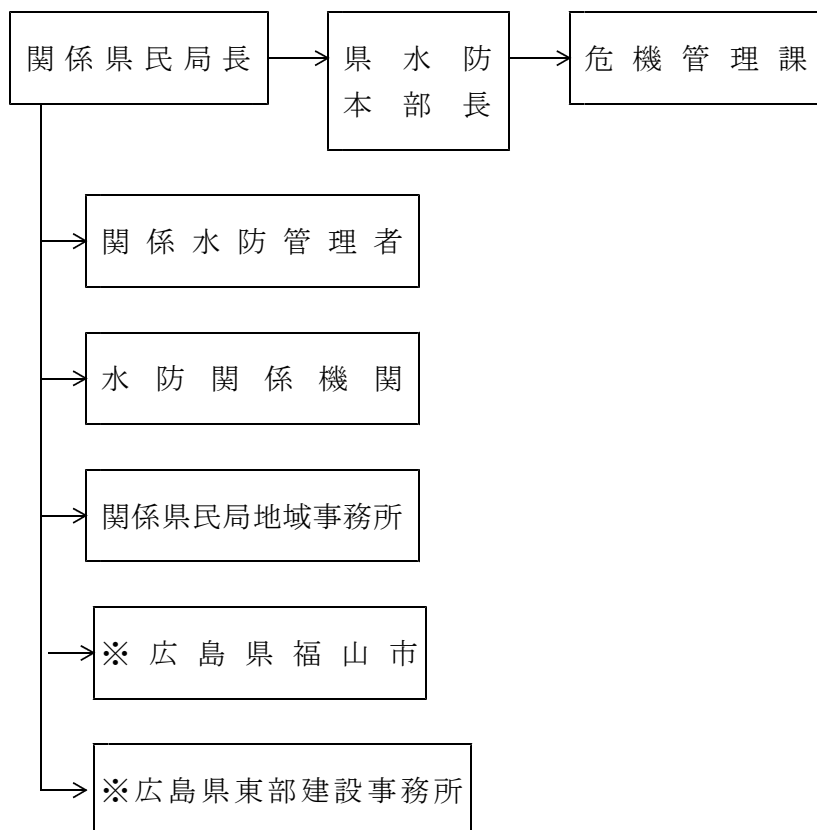 関係県民局長
県水防
本部長
危機管理課
関係水防管理者
水防関係機関
関係県民局地域事務所
※広島県福山市
※広島県東部建設事務所